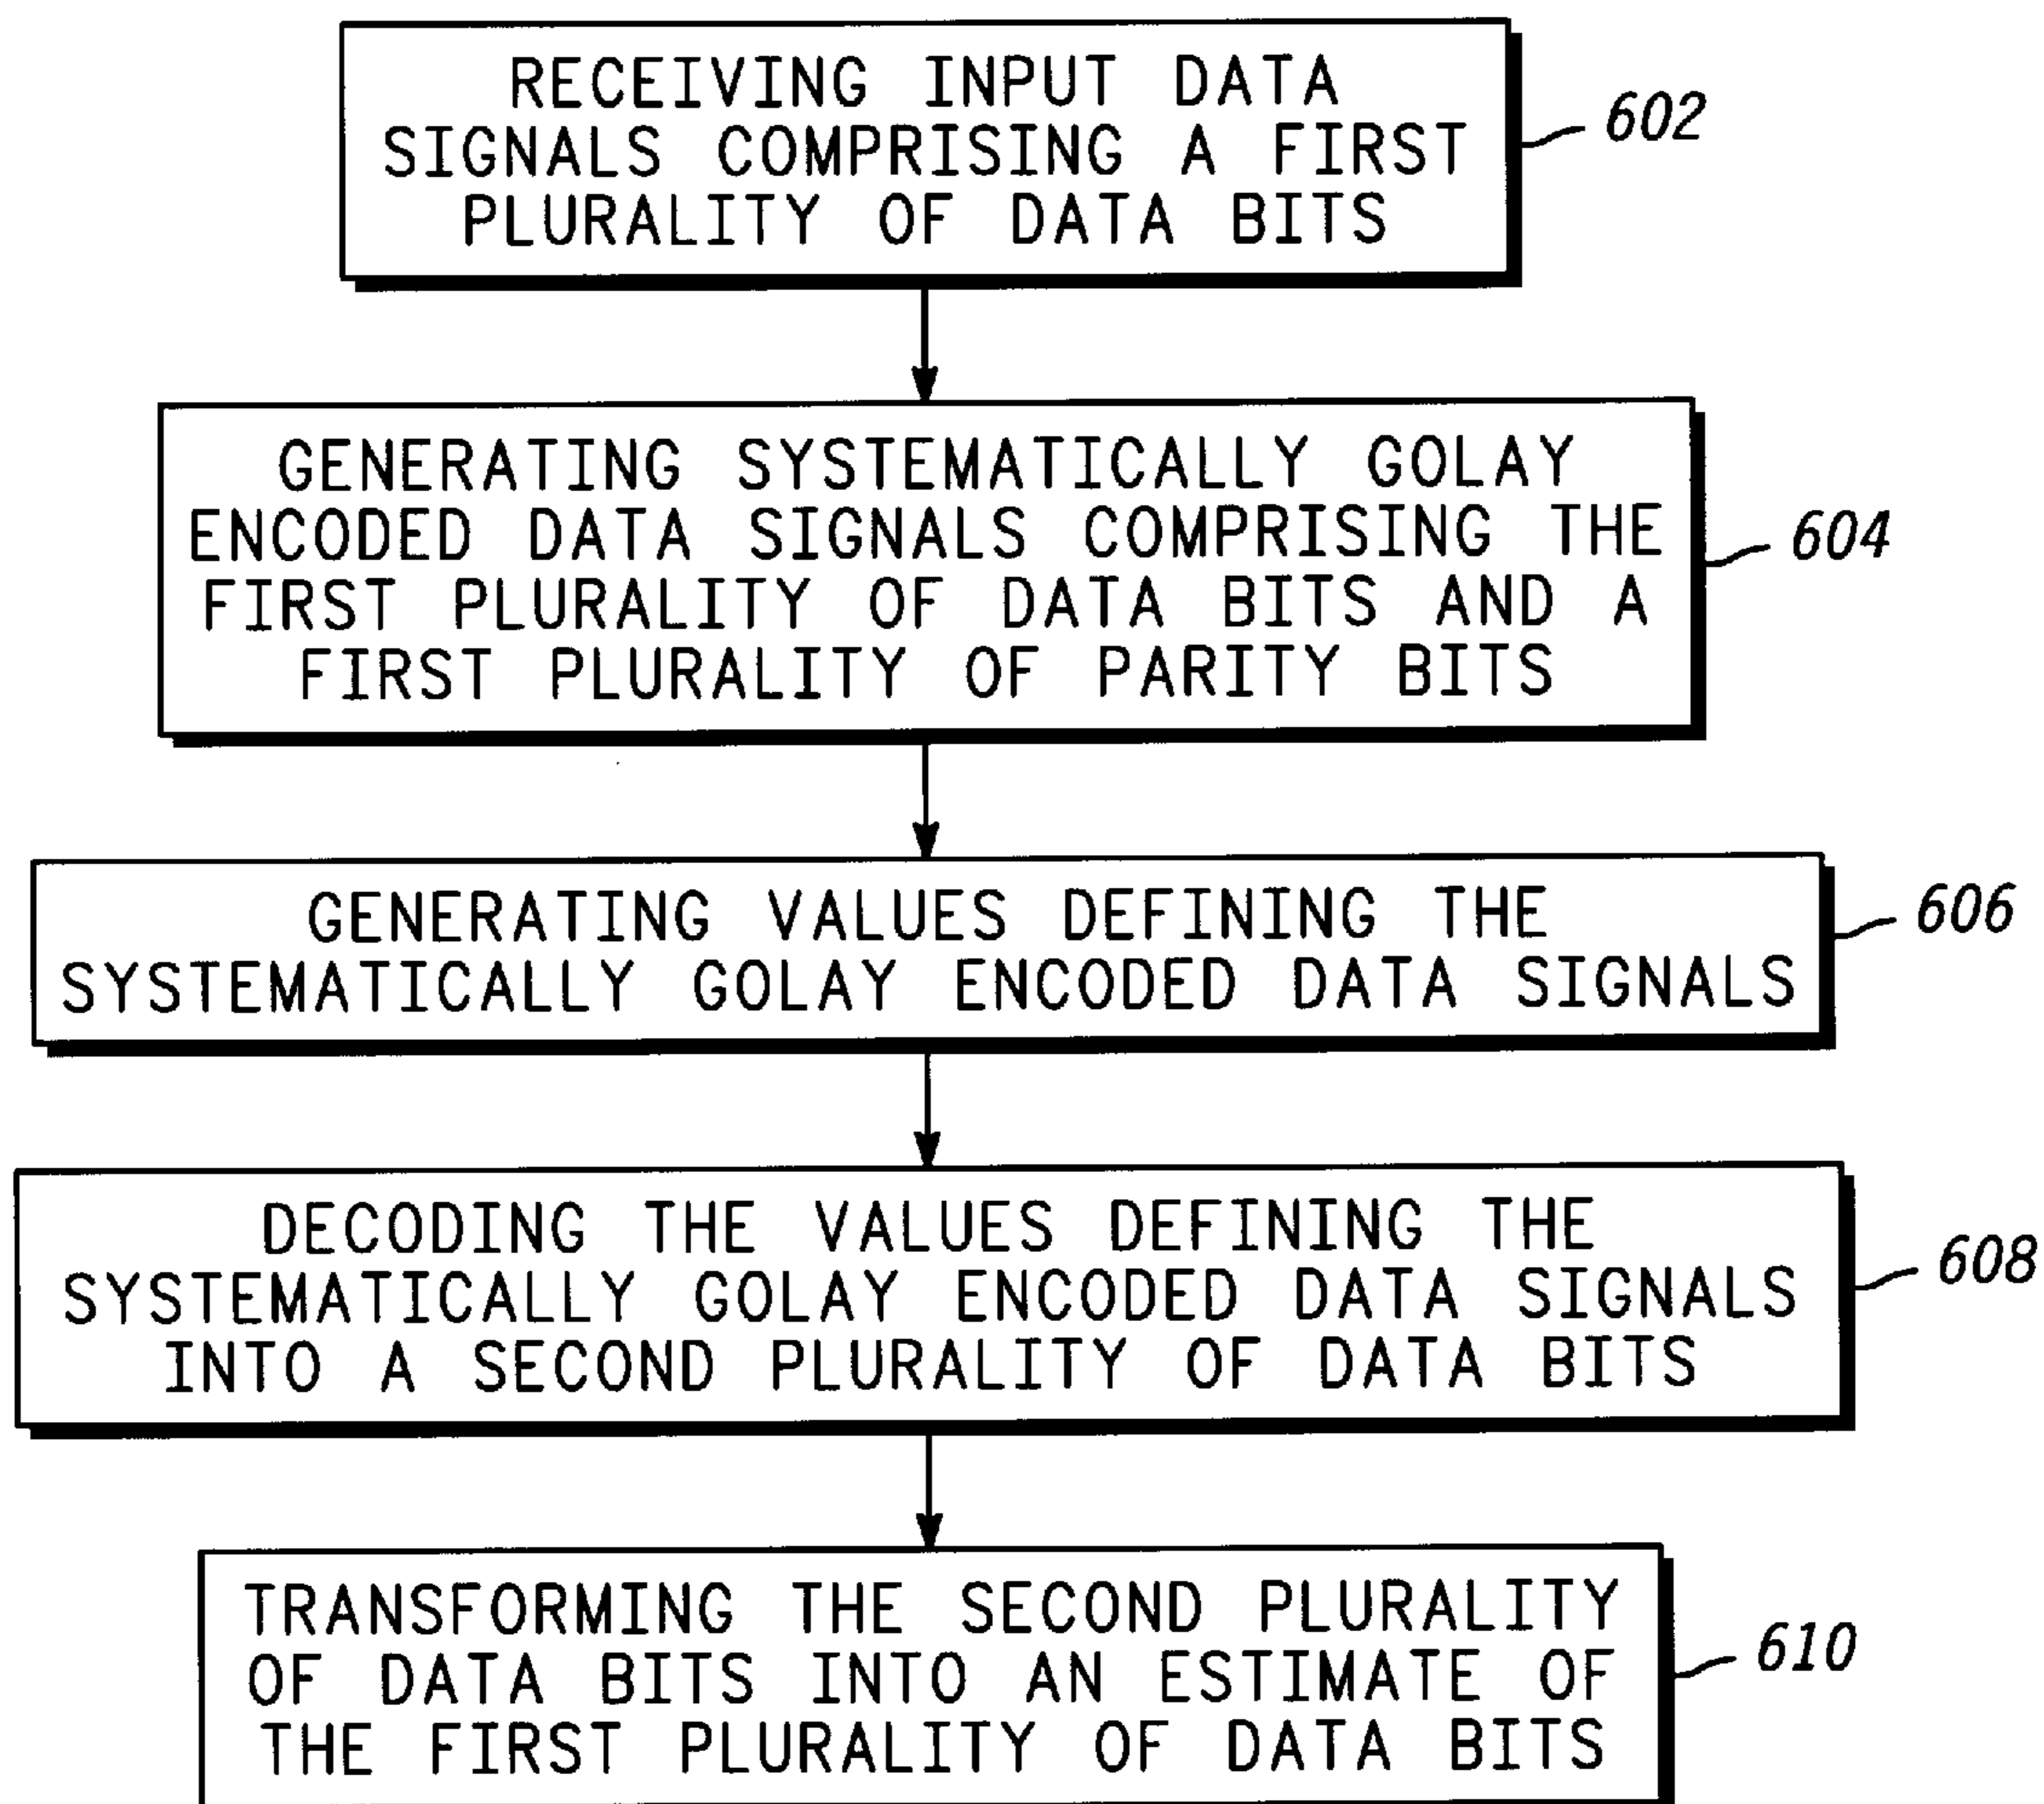 RECEIVING INPUT DATA
SIGNALS COMPRISING A FIRST
PLURALITY OF DATA BITS
602
GENERATING SYSTEMATICALLY GOLAY
ENCODED DATA SIGNALS COMPRISING THE
FIRST PLURALITY OF DATA BITS AND A
FIRST PLURALITY OF PARITY BITS
604
GENERATING VALUES DEFINING THE
SYSTEMATICALLY GOLAY ENCODED DATA SIGNALS
606
DECODING THE VALUES DEFINING THE
SYSTEMATICALLY GOLAY ENCODED DATA SIGNALS
INTO A SECOND PLURALITY OF DATA BITS
608
TRANSFORMING THE SECOND PLURALITY
OF DATA BITS INTO AN ESTIMATE OF
THE FIRST PLURALITY OF DATA BITS
610